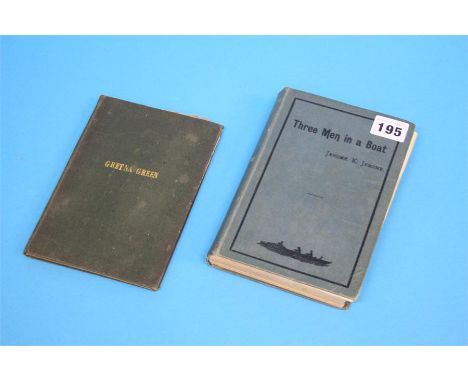 GRETNA-GREEN
Three Men in a Boat
JEROME K. JEROME
195